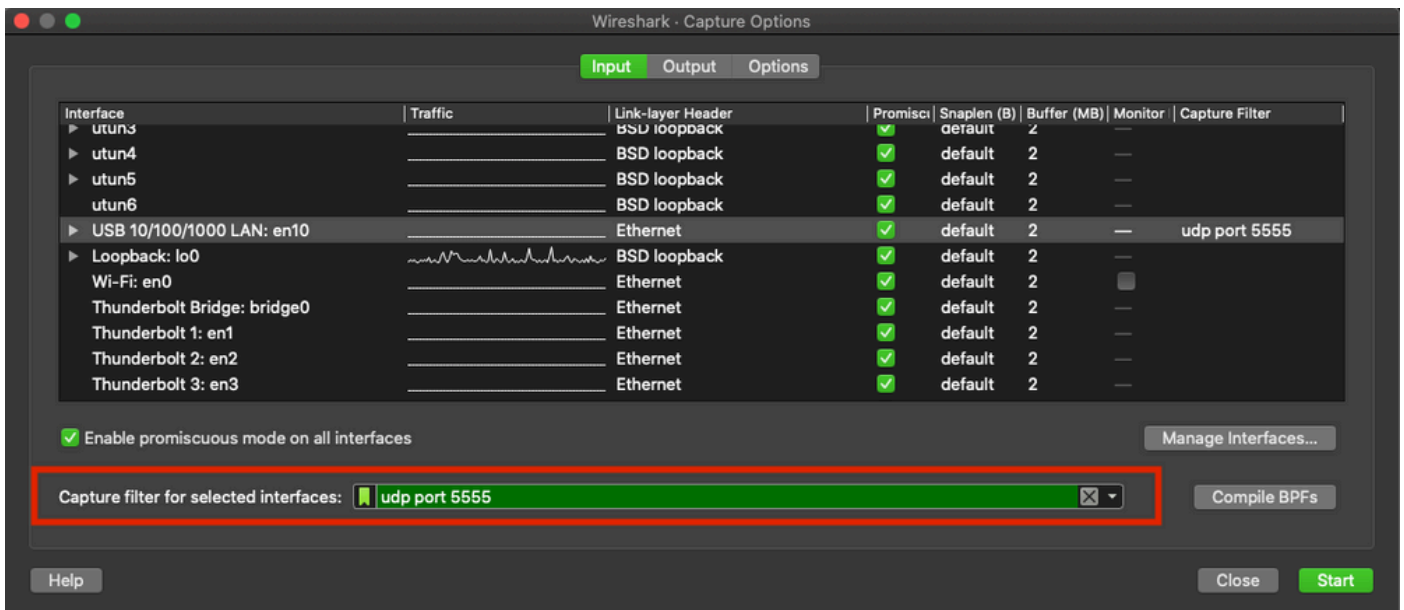 Wireshark · Capture Options
Input Output Options
Interface Traffic Link-layer Header Promisc Snaplen (B) Buffer (MB) Monitor Capture Filter
utun3 BSD loopback default 2 —
utun4 BSD loopback default 2 —
utun5 BSD loopback default 2 —
utun6 BSD loopback default 2 —
USB 10/100/1000 LAN: en10 Ethernet default 2 — udp port 5555
Loopback: lo0 BSD loopback default 2 —
Wi-Fi: en0 Ethernet default 2
Thunderbolt Bridge: bridge0 Ethernet default 2 —
Thunderbolt 1: en1 Ethernet default 2 —
Thunderbolt 2: en2 Ethernet default 2 —
Thunderbolt 3: en3 Ethernet default 2 —
Enable promiscuous mode on all interfaces Manage Interfaces...
Capture filter for selected interfaces: udp port 5555 Compile BPFs
Help Close Start